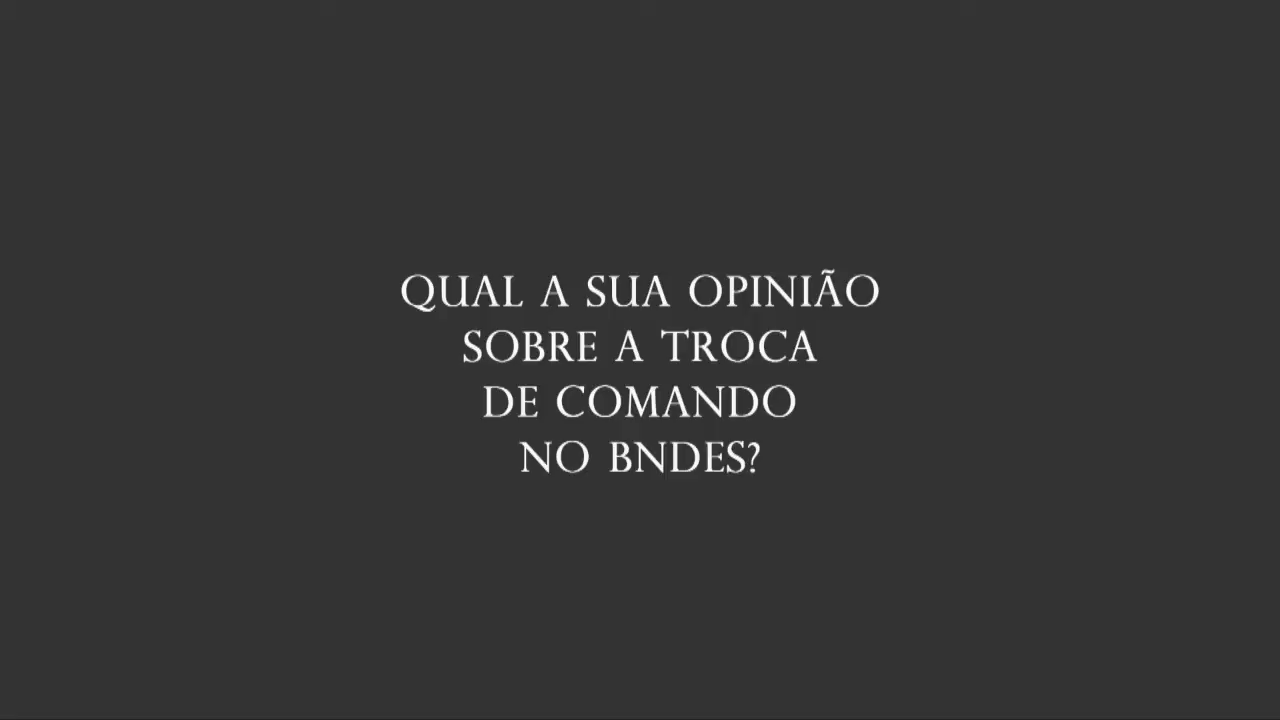 QUAL A SUA OPINIÃO
SOBRE A TROCA
DE COMANDO
NO BNDES?